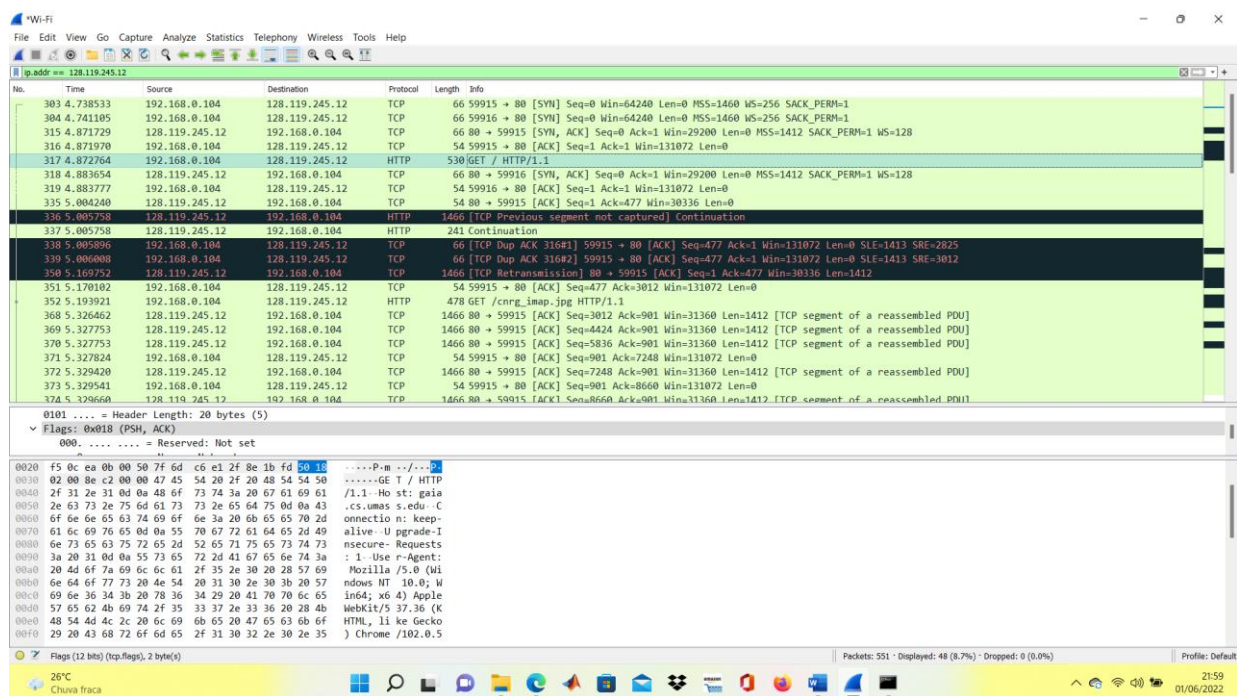 *Wi-Fi
File Edit View Go Capture Analyze Statistics Telephony Wireless Tools Help
ip.addr == 128.119.245.12
No. Time Source Destination Protocol Length Info
303 4.738533 192.168.0.104 128.119.245.12 TCP 66 59915 → 80 [SYN] Seq=0 Win=64240 Len=0 MSS=1460 WS=256 SACK_PERM=1
304 4.741105 192.168.0.104 128.119.245.12 TCP 66 59916 → 80 [SYN] Seq=0 Win=64240 Len=0 MSS=1460 WS=256 SACK_PERM=1
315 4.871729 128.119.245.12 192.168.0.104 TCP 66 80 → 59915 [SYN, ACK] Seq=0 Ack=1 Win=29200 Len=0 MSS=1412 SACK_PERM=1 WS=128
316 4.871970 192.168.0.104 128.119.245.12 TCP 54 59915 → 80 [ACK] Seq=1 Ack=1 Win=131072 Len=0
317 4.872764 192.168.0.104 128.119.245.12 HTTP 530 GET / HTTP/1.1
318 4.883654 128.119.245.12 192.168.0.104 TCP 66 80 → 59916 [SYN, ACK] Seq=0 Ack=1 Win=29200 Len=0 MSS=1412 SACK_PERM=1 WS=128
319 4.883777 192.168.0.104 128.119.245.12 TCP 54 59916 → 80 [ACK] Seq=1 Ack=1 Win=131072 Len=0
335 5.004240 128.119.245.12 192.168.0.104 TCP 54 80 → 59915 [ACK] Seq=1 Ack=477 Win=30336 Len=0
336 5.005758 128.119.245.12 192.168.0.104 HTTP 1466 [TCP Previous segment not captured] Continuation
337 5.005758 128.119.245.12 192.168.0.104 HTTP 241 Continuation
338 5.005896 192.168.0.104 128.119.245.12 TCP 66 [TCP Dup ACK 316#1] 59915 → 80 [ACK] Seq=477 Ack=1 Win=131072 Len=0 SLE=1413 SRE=2825
339 5.006008 192.168.0.104 128.119.245.12 TCP 66 [TCP Dup ACK 316#2] 59915 → 80 [ACK] Seq=477 Ack=1 Win=131072 Len=0 SLE=1413 SRE=3012
350 5.169752 128.119.245.12 192.168.0.104 TCP 1466 [TCP Retransmission] 80 → 59915 [ACK] Seq=1 Ack=477 Win=30336 Len=1412
351 5.170102 192.168.0.104 128.119.245.12 TCP 54 59915 → 80 [ACK] Seq=477 Ack=3012 Win=131072 Len=0
352 5.193921 192.168.0.104 128.119.245.12 HTTP 478 GET /cnrg_imap.jpg HTTP/1.1
368 5.326462 128.119.245.12 192.168.0.104 TCP 1466 80 → 59915 [ACK] Seq=3012 Ack=901 Win=31360 Len=1412 [TCP segment of a reassembled PDU]
369 5.327753 128.119.245.12 192.168.0.104 TCP 1466 80 → 59915 [ACK] Seq=4424 Ack=901 Win=31360 Len=1412 [TCP segment of a reassembled PDU]
370 5.327753 128.119.245.12 192.168.0.104 TCP 1466 80 → 59915 [ACK] Seq=5836 Ack=901 Win=31360 Len=1412 [TCP segment of a reassembled PDU]
371 5.327824 192.168.0.104 128.119.245.12 TCP 54 59915 → 80 [ACK] Seq=901 Ack=7248 Win=131072 Len=0
372 5.329420 128.119.245.12 192.168.0.104 TCP 1466 80 → 59915 [ACK] Seq=7248 Ack=901 Win=31360 Len=1412 [TCP segment of a reassembled PDU]
373 5.329541 192.168.0.104 128.119.245.12 TCP 54 59915 → 80 [ACK] Seq=901 Ack=8660 Win=131072 Len=0
374 5.329660 128.119.245.12 192.168.0.104 TCP 1466 80 → 59915 [ACK] Seq=8660 Ack=901 Win=31360 Len=1412 [TCP segment of a reassembled PDU]
0101 .... = Header Length: 20 bytes (5)
Flags: 0x018 (PSH, ACK)
000. .... .... = Reserved: Not set
0020 f5 0c ea 0b 00 50 7f 6d c6 e1 2f 8e 1b fd 50 18 ·····P·m ··/···P·
0030 02 00 8e c2 00 00 47 45 54 20 2f 20 48 54 54 50 ······GE T / HTTP
0040 2f 31 2e 31 0d 0a 48 6f 73 74 3a 20 67 61 69 61 /1.1··Ho st: gaia
0050 2e 63 73 2e 75 6d 61 73 73 2e 65 64 75 0d 0a 43 .cs.umas s.edu··C
0060 6f 6e 6e 65 63 74 69 6f 6e 3a 20 6b 65 65 70 2d onnectio n: keep-
0070 61 6c 69 76 65 0d 0a 55 70 67 72 61 64 65 2d 49 alive··U pgrade-I
0080 6e 73 65 63 75 72 65 2d 52 65 71 75 65 73 74 73 nsecure- Requests
0090 3a 20 31 0d 0a 55 73 65 72 2d 41 67 65 6e 74 3a : 1··Use r-Agent:
00a0 20 4d 6f 7a 69 6c 6c 61 2f 35 2e 30 20 28 57 69 Mozilla /5.0 (Wi
00b0 6e 64 6f 77 73 20 4e 54 20 31 30 2e 30 3b 20 57 ndows NT 10.0; W
00c0 69 6e 36 34 3b 20 78 36 34 29 20 41 70 70 6c 65 in64; x6 4) Apple
00d0 57 65 62 4b 69 74 2f 35 33 37 2e 33 36 20 28 4b WebKit/5 37.36 (K
00e0 48 54 4d 4c 2c 20 6c 69 6b 65 20 47 65 63 6b 6f HTML, li ke Gecko
00f0 29 20 43 68 72 6f 6d 65 2f 31 30 32 2e 30 2e 35 ) Chrome /102.0.5
Flags (12 bits) (tcp.flags), 2 byte(s) Packets: 551 · Displayed: 48 (8.7%) · Dropped: 0 (0.0%) Profile: Default
26°C
Chuva fraca
amazon
21:59
01/06/2022